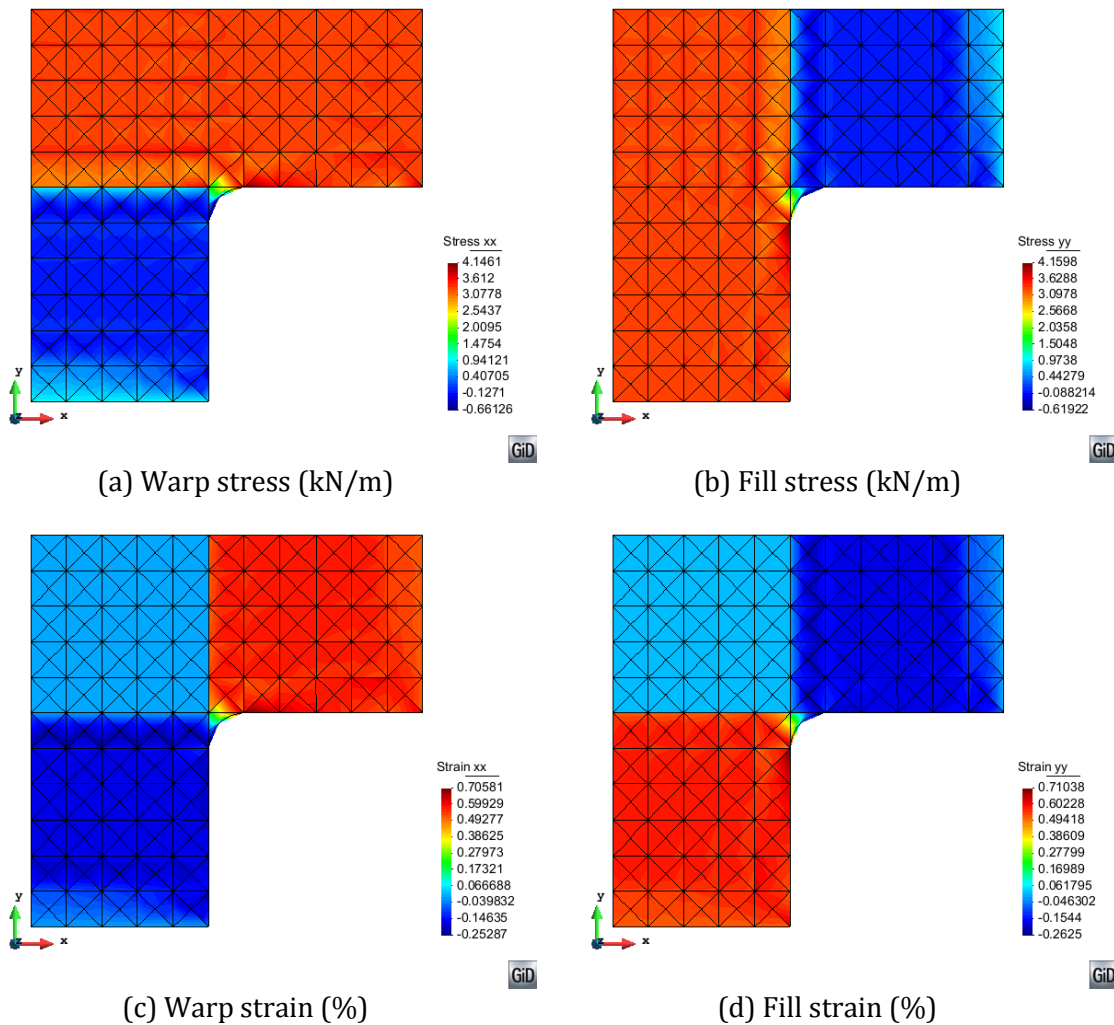 Stress xx
4.1461
3.612
3.0778
2.5437
2.0095
1.4754
0.94121
0.40705
-0.1271
-0.66126
y
z
x
GiD
(a) Warp stress (kN/m)
Stress yy
4.1598
3.6288
3.0978
2.5668
2.0358
1.5048
0.9738
0.44279
-0.088214
-0.61922
y
z
x
GiD
(b) Fill stress (kN/m)
Strain xx
0.70581
0.59929
0.49277
0.38625
0.27973
0.17321
0.066688
-0.039832
-0.14635
-0.25287
y
z
x
GiD
(c) Warp strain (%)
Strain yy
0.71038
0.60228
0.49418
0.38609
0.27799
0.16989
0.061795
-0.046302
-0.1544
-0.2625
y
z
x
GiD
(d) Fill strain (%)